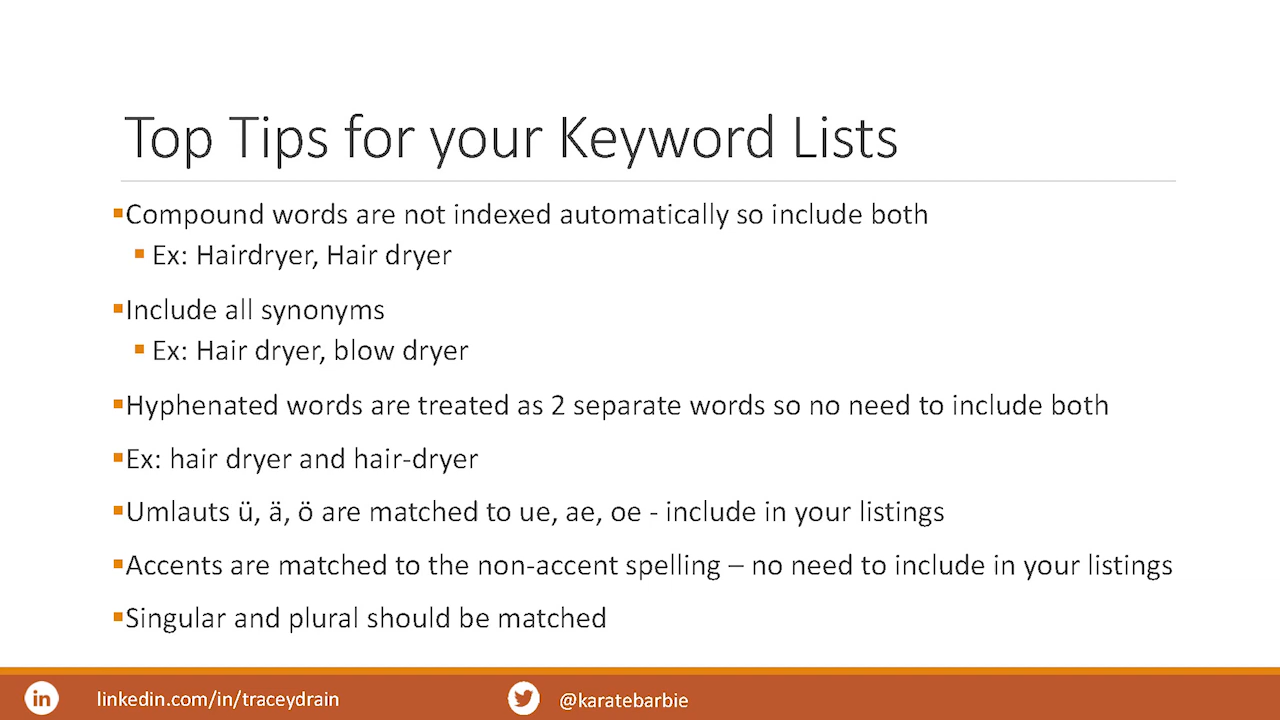 Top Tips for your Keyword Lists
▪Compound words are not indexed automatically so include both
▪ Ex: Hairdryer, Hair dryer
▪Include all synonyms
▪ Ex: Hair dryer, blow dryer
▪Hyphenated words are treated as 2 separate words so no need to include both
▪Ex: hair dryer and hair-dryer
▪Umlauts ü, ä, ö are matched to ue, ae, oe - include in your listings
▪Accents are matched to the non-accent spelling – no need to include in your listings
▪Singular and plural should be matched
in linkedin.com/in/traceydrain @karatebarbie